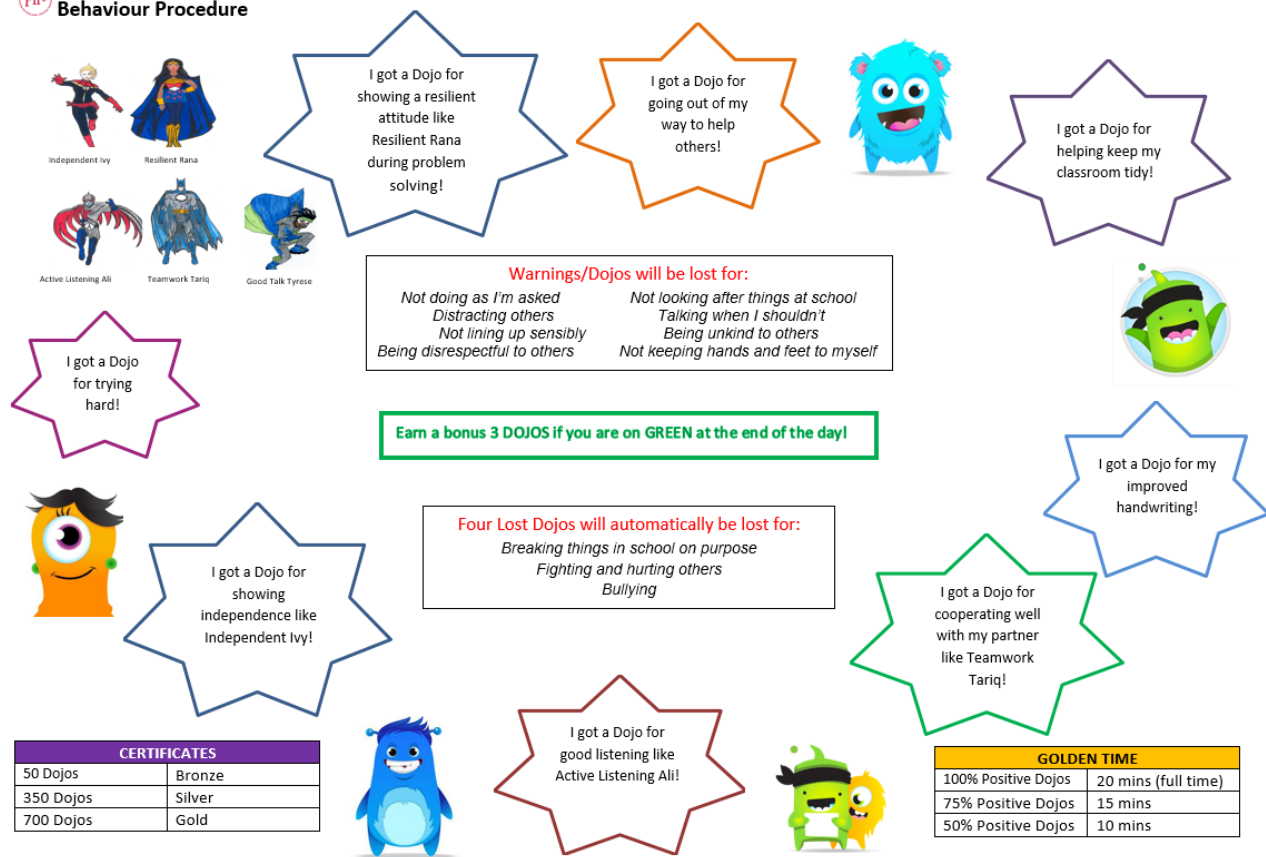 Behaviour Procedure
Independent Ivy
Resilient Rana
Active Listening Ali
Teamwork Tariq
Good Talk Tyrese
I got a Dojo for
showing a resilient
attitude like
Resilient Rana
during problem
solving!
I got a Dojo for
going out of my
way to help
others!
I got a Dojo for
helping keep my
classroom tidy!
Warnings/Dojos will be lost for:
Not doing as I'm asked
Not looking after things at school
Distracting others
Talking when I shouldn't
Not lining up sensibly
Being unkind to others
Being disrespectful to others
Not keeping hands and feet to myself
I got a Dojo
for trying
hard!
Earn a bonus 3 DOJOS if you are on GREEN at the end of the day!
I got a Dojo for my
improved
handwriting!
Four Lost Dojos will automatically be lost for:
Breaking things in school on purpose
Fighting and hurting others
Bullying
I got a Dojo for
showing
independence like
Independent Ivy!
I got a Dojo for
cooperating well
with my partner
like Teamwork
Tariq!
I got a Dojo for
good listening like
Active Listening Ali!
CERTIFICATES
50 Dojos Bronze
350 Dojos Silver
700 Dojos Gold
GOLDEN TIME
100% Positive Dojos 20 mins (full time)
75% Positive Dojos 15 mins
50% Positive Dojos 10 mins